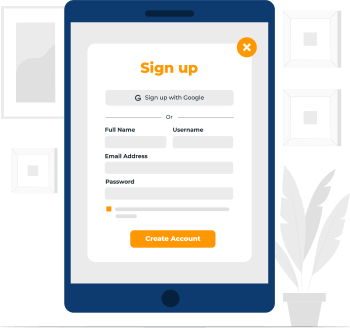 Sign up
G Sign up with Google
Or
Full Name Username
Email Address
Password
Create Account